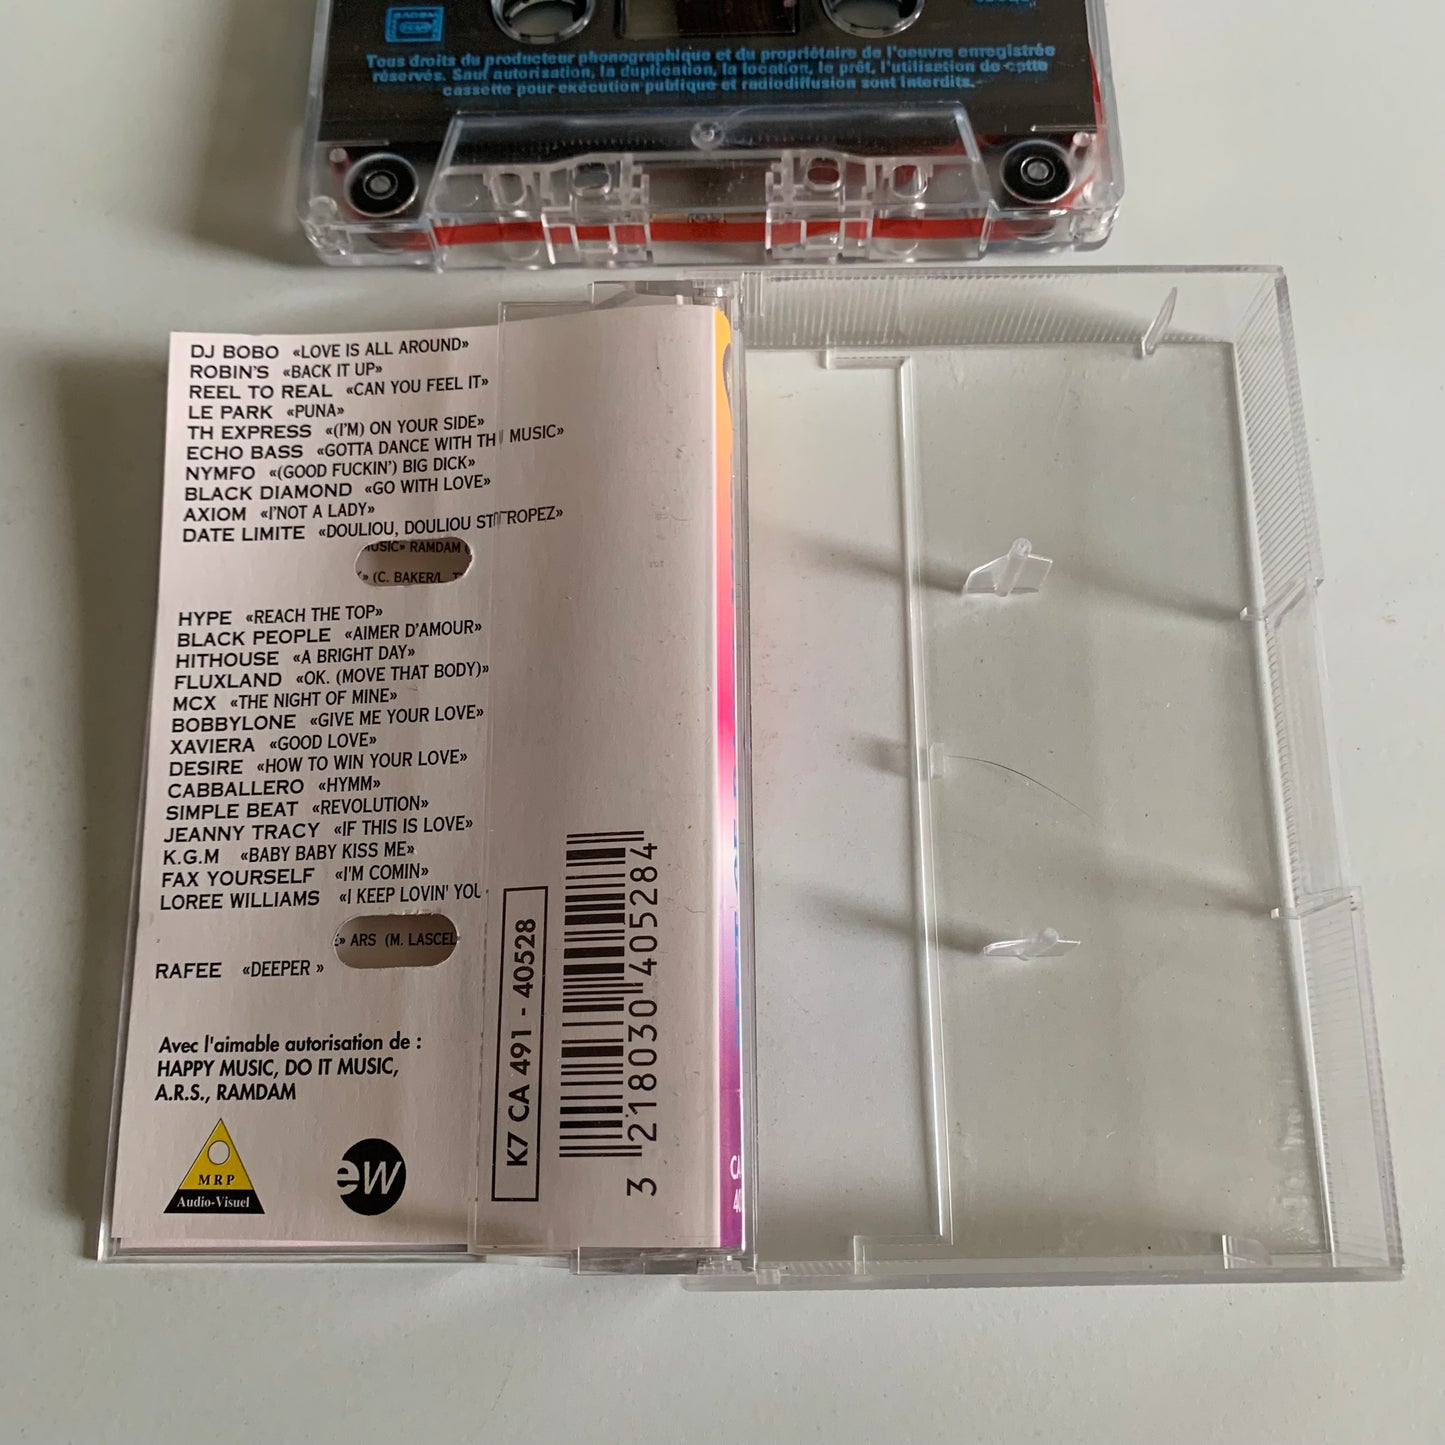 SACEM
Tous droits du producteur phonographique et du propriétaire de l'oeuvre enregistrée
réservés. Sauf autorisation, la duplication, la location, le prêt, l'utilisation de cette
cassette pour exécution publique et radiodiffusion sont interdits.
DJ BOBO «LOVE IS ALL AROUND»
ROBIN'S «BACK IT UP»
REEL TO REAL «CAN YOU FEEL IT»
LE PARK «PUNA»
TH EXPRESS «(I'M) ON YOUR SIDE»
ECHO BASS «GOTTA DANCE WITH TH MUSIC»
NYMFO «(GOOD FUCKIN') BIG DICK»
BLACK DIAMOND «GO WITH LOVE»
AXIOM «I'NOT A LADY»
DATE LIMITE «DOULIOU, DOULIOU ST TROPEZ»
MUSIC» RAMDAM (
» (C. BAKER/L. T
HYPE «REACH THE TOP»
BLACK PEOPLE «AIMER D'AMOUR»
HITHOUSE «A BRIGHT DAY»
FLUXLAND «OK. (MOVE THAT BODY)»
MCX «THE NIGHT OF MINE»
BOBBYLONE «GIVE ME YOUR LOVE»
XAVIERA «GOOD LOVE»
DESIRE «HOW TO WIN YOUR LOVE»
CABBALLERO «HYMM»
SIMPLE BEAT «REVOLUTION»
JEANNY TRACY «IF THIS IS LOVE»
K.G.M «BABY BABY KISS ME»
FAX YOURSELF «I'M COMIN»
LOREE WILLIAMS «I KEEP LOVIN' YOU
» ARS (M. LASCEL
RAFEE «DEEPER »
Avec l'aimable autorisation de :
HAPPY MUSIC, DO IT MUSIC,
A.R.S., RAMDAM
MRP
Audio-Visuel
ew
K7 CA 491 - 40528
3 218030 405284